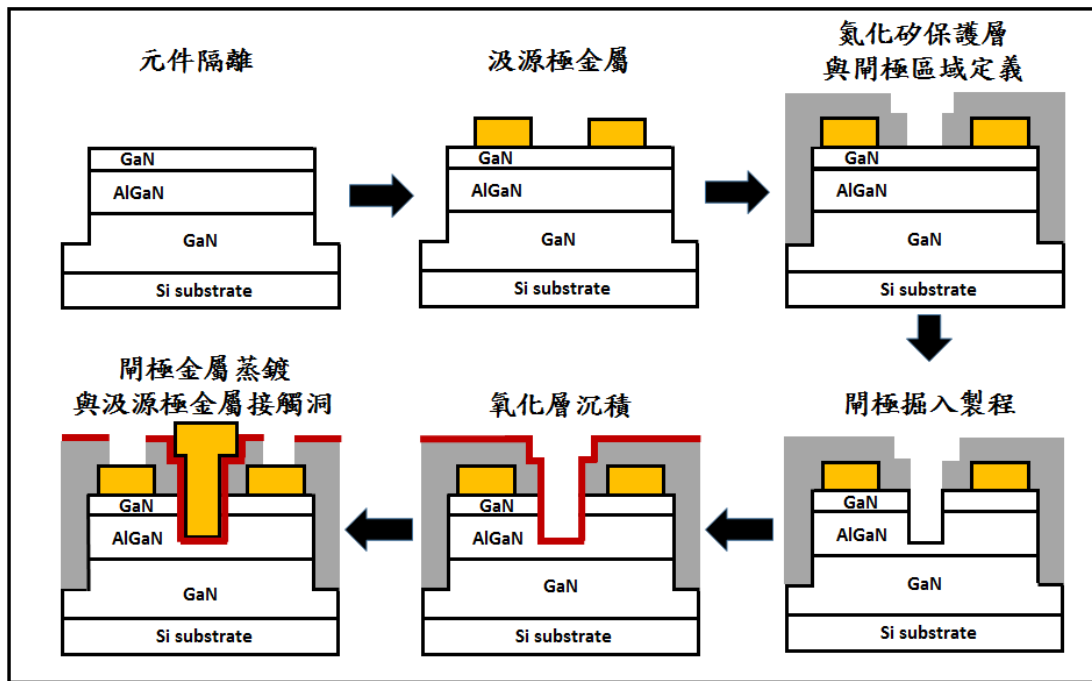 元件隔離
GaN
AlGaN
GaN
Si substrate
汲源極金屬
GaN
AlGaN
GaN
Si substrate
氮化矽保護層
與閘極區域定義
GaN
AlGaN
GaN
Si substrate
閘極掘入製程
GaN
AlGaN
GaN
Si substrate
氧化層沉積
GaN
AlGaN
GaN
Si substrate
閘極金屬蒸鍍
與汲源極金屬接觸洞
GaN
AlGaN
GaN
Si substrate